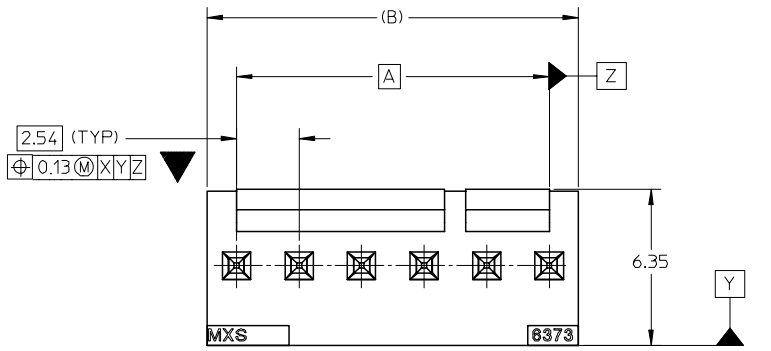 (B)
A
Z
2.54 (TYP)
⌖ 0.13 Ⓜ X Y Z
6.35
Y
MXS
6373